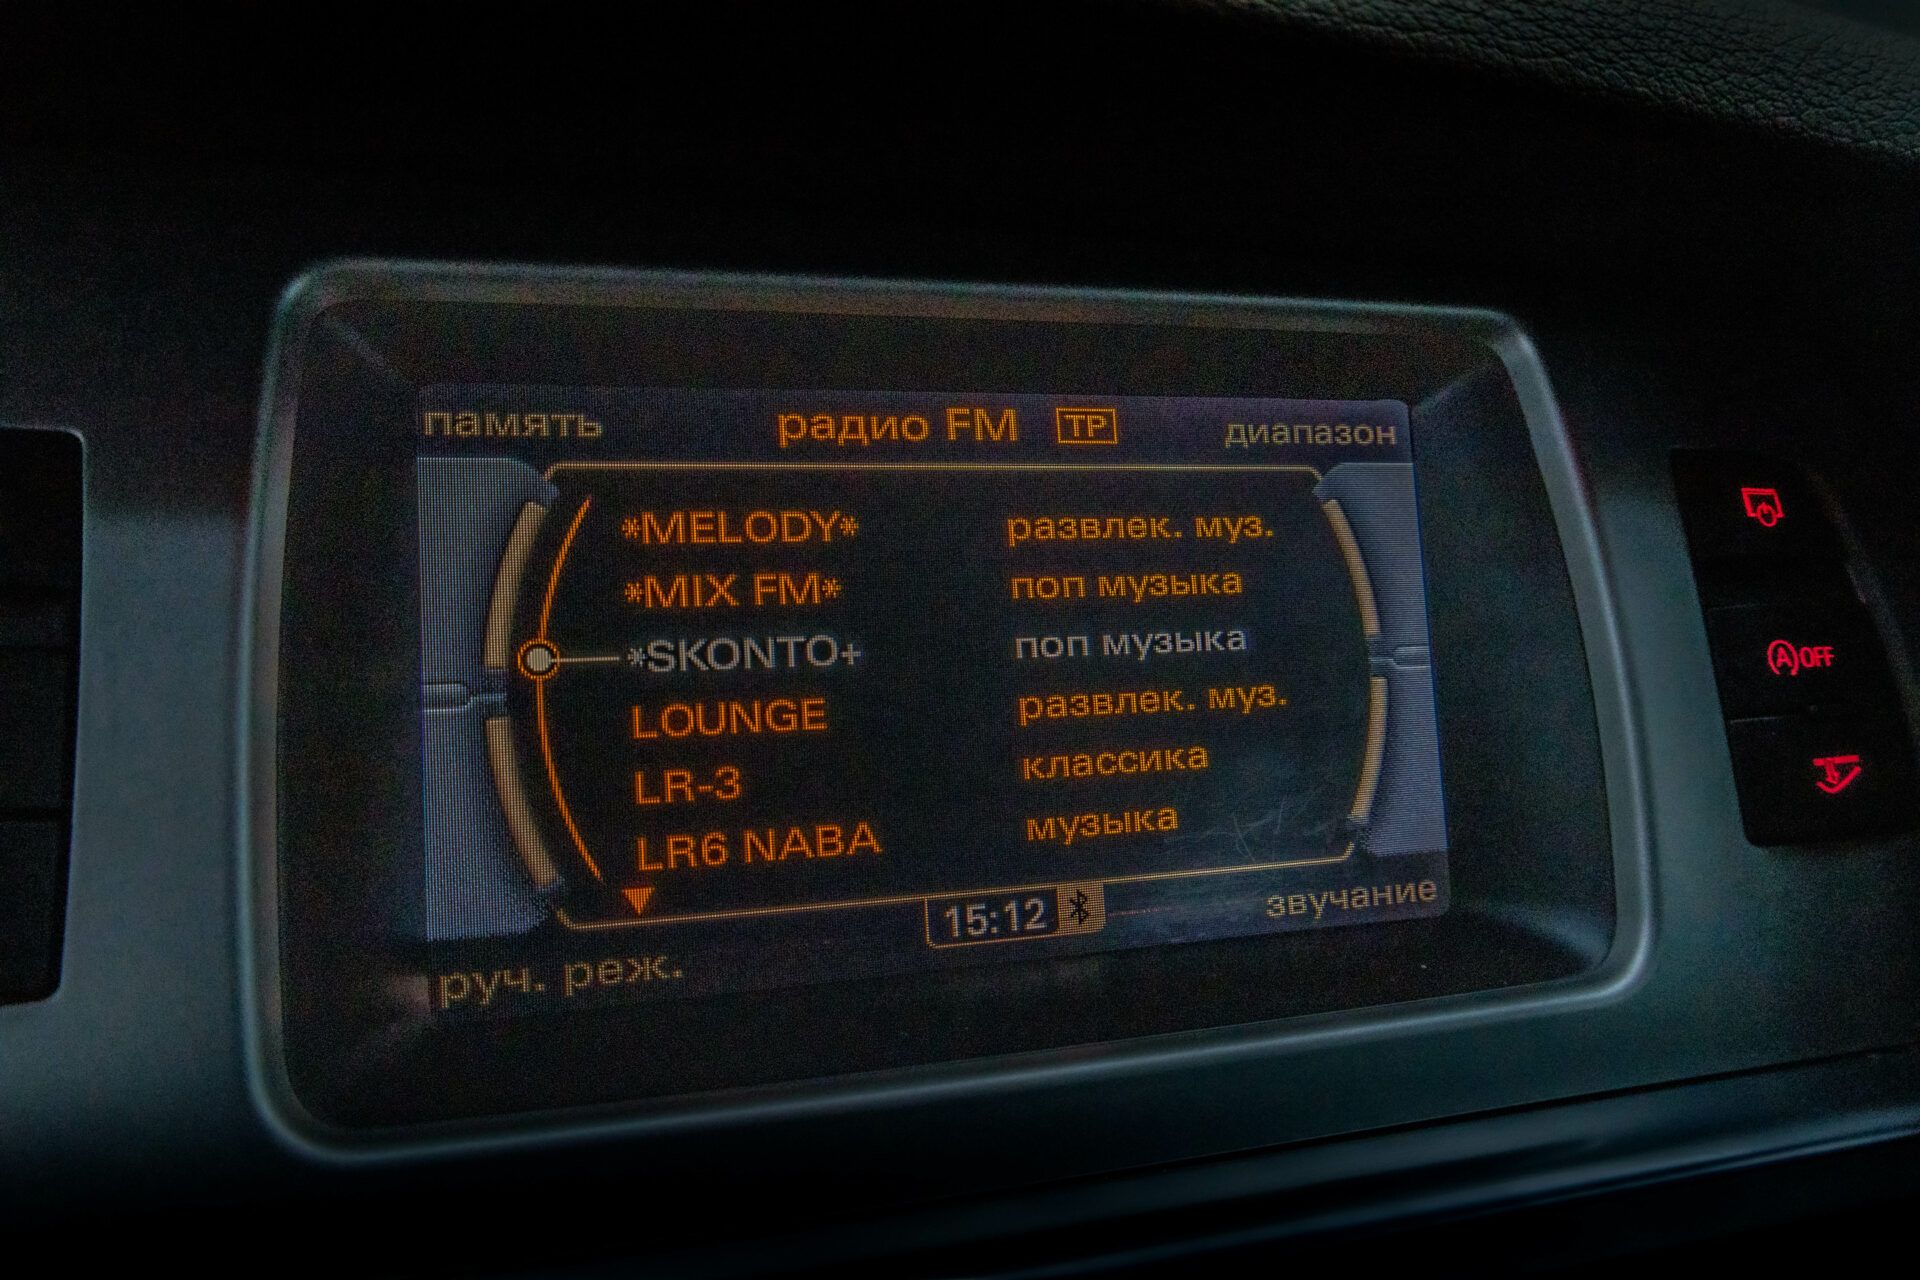 память радио FM TP диапазон
*MELODY* развлек. муз.
*MIX FM* поп музыка
*SKONTO+ поп музыка
LOUNGE развлек. муз.
LR-3 классика
LR6 NABA музыка
15:12 звучание
руч. реж.
(A)OFF